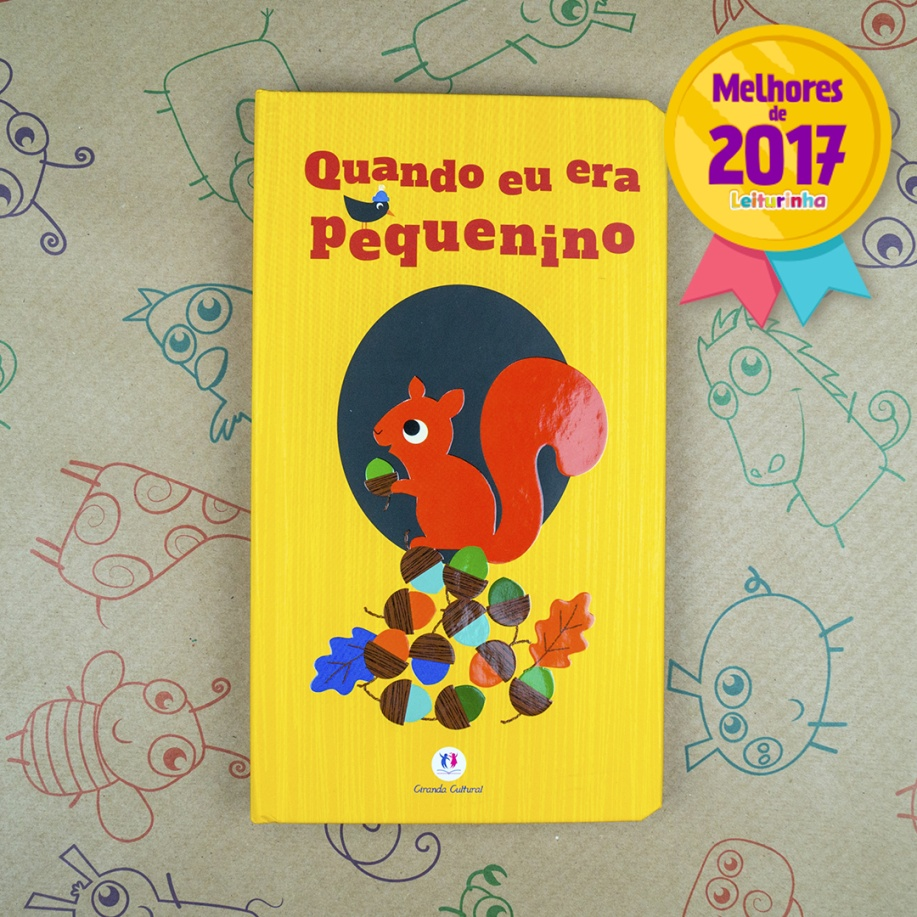 Melhores
de
2017
Leiturinha
Quando eu era
pequenino
Ciranda Cultural